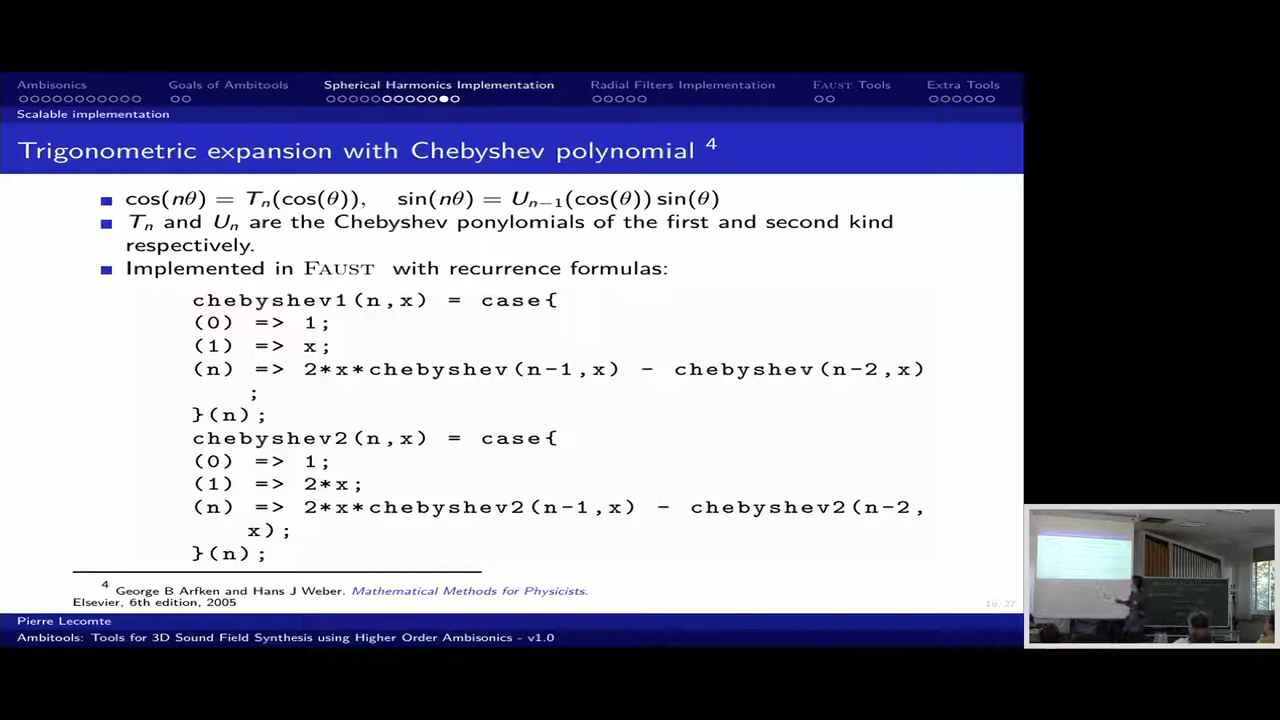 Ambisonics Goals of Ambitools Spherical Harmonics Implementation Radial Filters Implementation FAUST Tools Extra Tools
Scalable implementation
Trigonometric expansion with Chebyshev polynomial 4
cos(nθ) = Tn(cos(θ)), sin(nθ) = Un−1(cos(θ)) sin(θ)
Tn and Un are the Chebyshev ponylomials of the first and second kind
respectively.
Implemented in FAUST with recurrence formulas:
chebyshev1(n,x) = case{
(0) => 1;
(1) => x;
(n) => 2*x*chebyshev(n-1,x) - chebyshev(n-2,x)
;
}(n);
chebyshev2(n,x) = case{
(0) => 1;
(1) => 2*x;
(n) => 2*x*chebyshev2(n-1,x) - chebyshev2(n-2,
x);
}(n);
4 George B Arfken and Hans J Weber. Mathematical Methods for Physicists.
Elsevier, 6th edition, 2005
16/27
Pierre Lecomte
Ambitools: Tools for 3D Sound Field Synthesis using Higher Order Ambisonics - v1.0